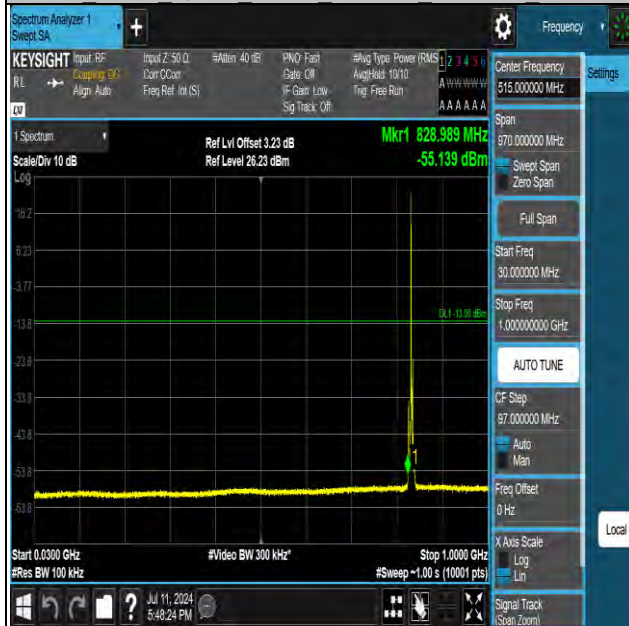 Spectrum Analyzer 1
Swept SA
+
Frequency
KEYSIGHT
Input: RF
Coupling: DC
Align: Auto
RL
LXI
Input Z: 50 Ω
Corr CCorr
Freq Ref: Int (S)
#Atten: 40 dB
PNO: Fast
Gate: Off
IF Gain: Low
Sig Track: Off
#Avg Type: Power (RMS
Avg|Hold: 10/10
Trig: Free Run
1 2 3 4 5 6
A W W W W W
A A A A A A
1 Spectrum
Scale/Div 10 dB
Log
Ref Lvl Offset 3.23 dB
Ref Level 26.23 dBm
Mkr1 828.989 MHz
-55.139 dBm
16.2
6.23
-3.77
-13.8
-23.8
-33.8
-43.8
-53.8
-63.8
DL1 -13.00 dBm
1
Start 0.0300 GHz
#Res BW 100 kHz
#Video BW 300 kHz*
Stop 1.0000 GHz
#Sweep ~1.00 s (10001 pts)
Center Frequency
515.000000 MHz
Settings
Span
970.000000 MHz
Swept Span
Zero Span
Full Span
Start Freq
30.000000 MHz
Stop Freq
1.000000000 GHz
AUTO TUNE
CF Step
97.000000 MHz
Auto
Man
Freq Offset
0 Hz
X Axis Scale
Log
Lin
Local
Signal Track
(Span Zoom)
?
Jul 11, 2024
5:48:24 PM